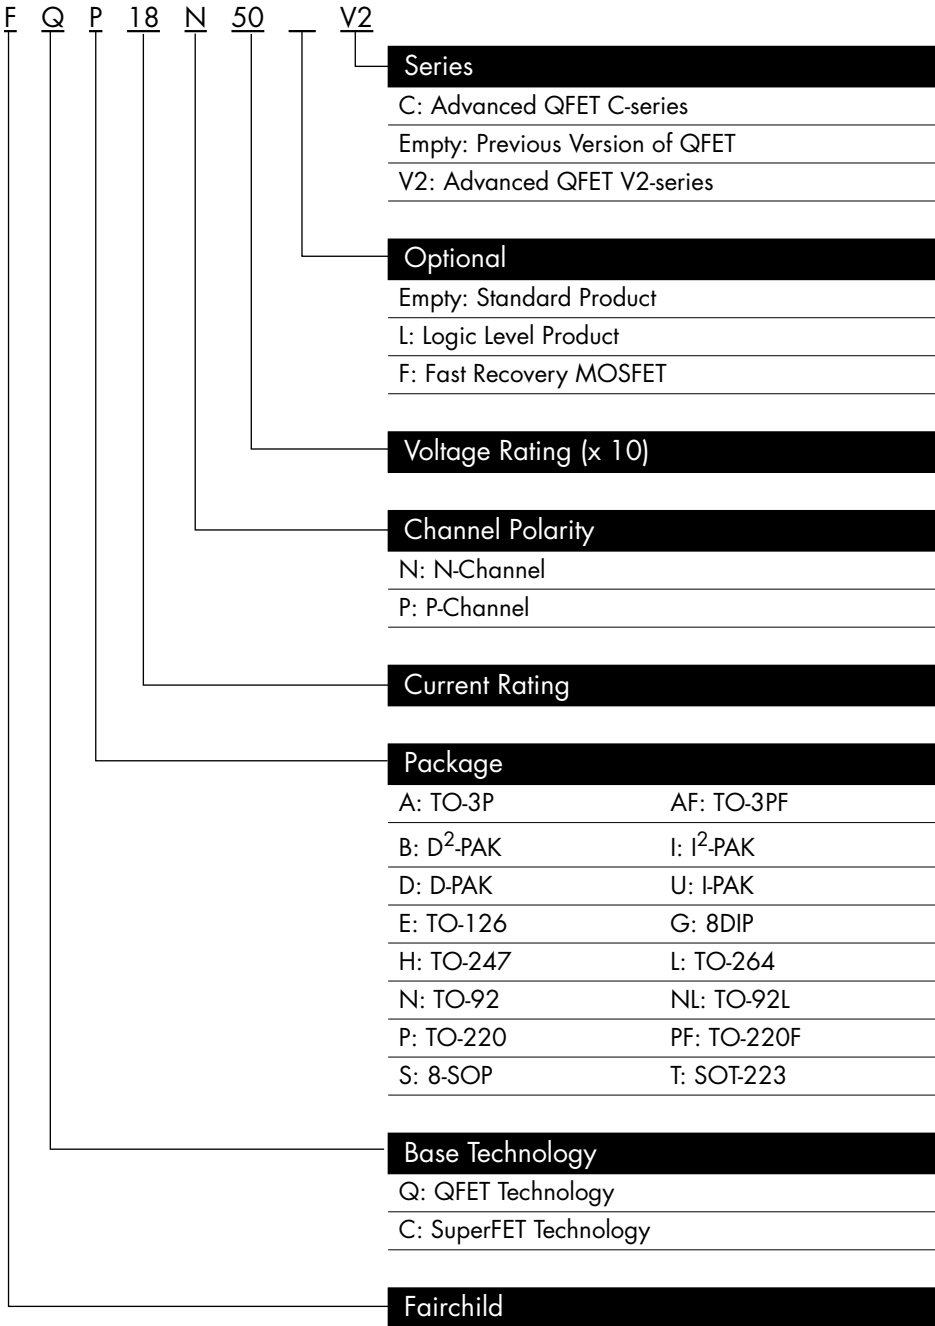 F Q P 18 N 50 _ V2
Series
C: Advanced QFET C-series
Empty: Previous Version of QFET
V2: Advanced QFET V2-series
Optional
Empty: Standard Product
L: Logic Level Product
F: Fast Recovery MOSFET
Voltage Rating (x 10)
Channel Polarity
N: N-Channel
P: P-Channel
Current Rating
Package
A: TO-3P AF: TO-3PF
B: D²-PAK I: I²-PAK
D: D-PAK U: I-PAK
E: TO-126 G: 8DIP
H: TO-247 L: TO-264
N: TO-92 NL: TO-92L
P: TO-220 PF: TO-220F
S: 8-SOP T: SOT-223
Base Technology
Q: QFET Technology
C: SuperFET Technology
Fairchild